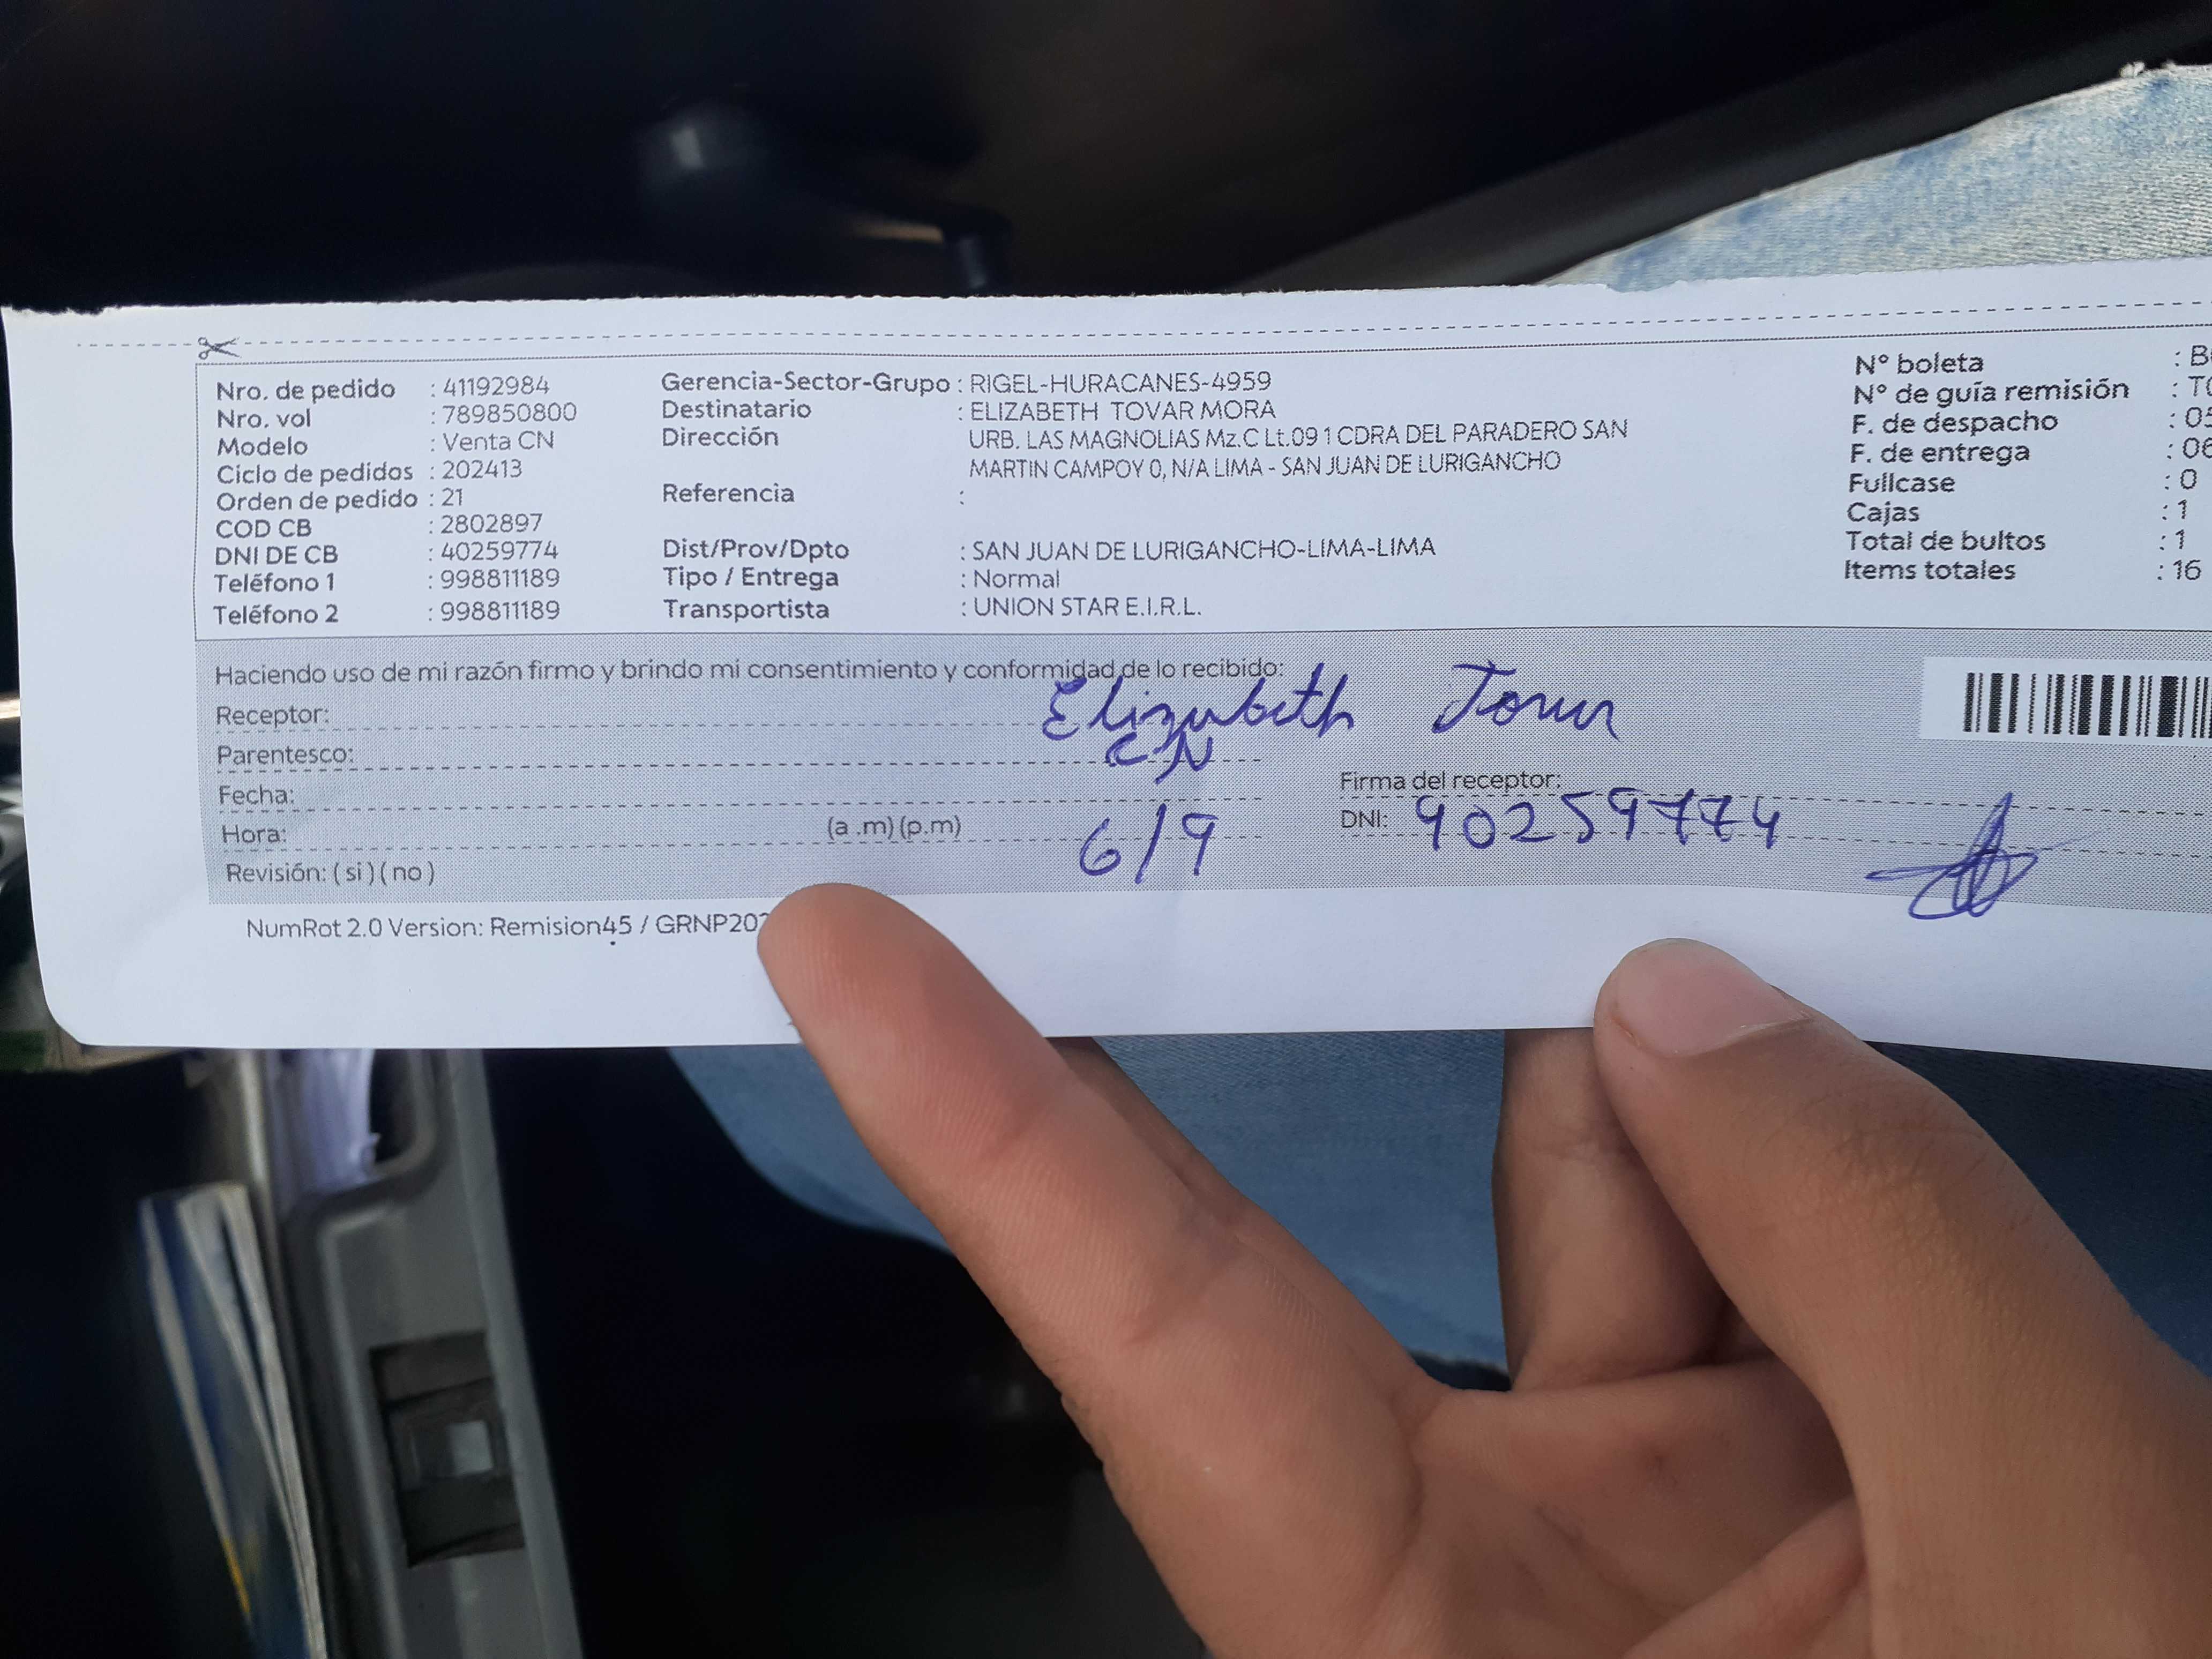 Nro. de pedido : 41192984
Nro. vol : 789850800
Modelo : Venta CN
Ciclo de pedidos : 202413
Orden de pedido : 21
COD CB : 2802897
DNI DE CB : 40259774
Teléfono 1 : 998811189
Teléfono 2 : 998811189
Gerencia-Sector-Grupo : RIGEL-HURACANES-4959
Destinatario : ELIZABETH TOVAR MORA
Dirección URB. LAS MAGNOLIAS Mz.C Lt.09 1 CDRA DEL PARADERO SAN
MARTIN CAMPOY 0, N/A LIMA - SAN JUAN DE LURIGANCHO
Referencia :
Dist/Prov/Dpto : SAN JUAN DE LURIGANCHO-LIMA-LIMA
Tipo / Entrega : Normal
Transportista : UNION STAR E.I.R.L.
N° boleta : B
N° de guía remisión : T
F. de despacho : 05
F. de entrega : 06
Fullcase : 0
Cajas : 1
Total de bultos : 1
Items totales : 16
Haciendo uso de mi razón firmo y brindo mi consentimiento y conformidad de lo recibido:
Receptor: Elizabeth Tovar
Parentesco: CN
Fecha: 6/9
Hora: (a .m) (p.m)
Revisión: ( si ) ( no )
Firma del receptor:
DNI: 40259774
NumRot 2.0 Version: Remision45 / GRNP20